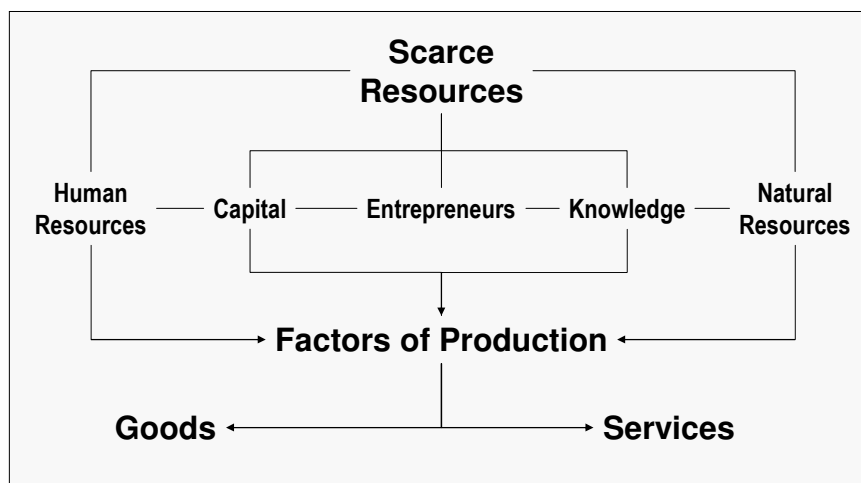 Scarce
Resources
Human
Resources
Capital
Entrepreneurs
Knowledge
Natural
Resources
Factors of Production
Goods
Services